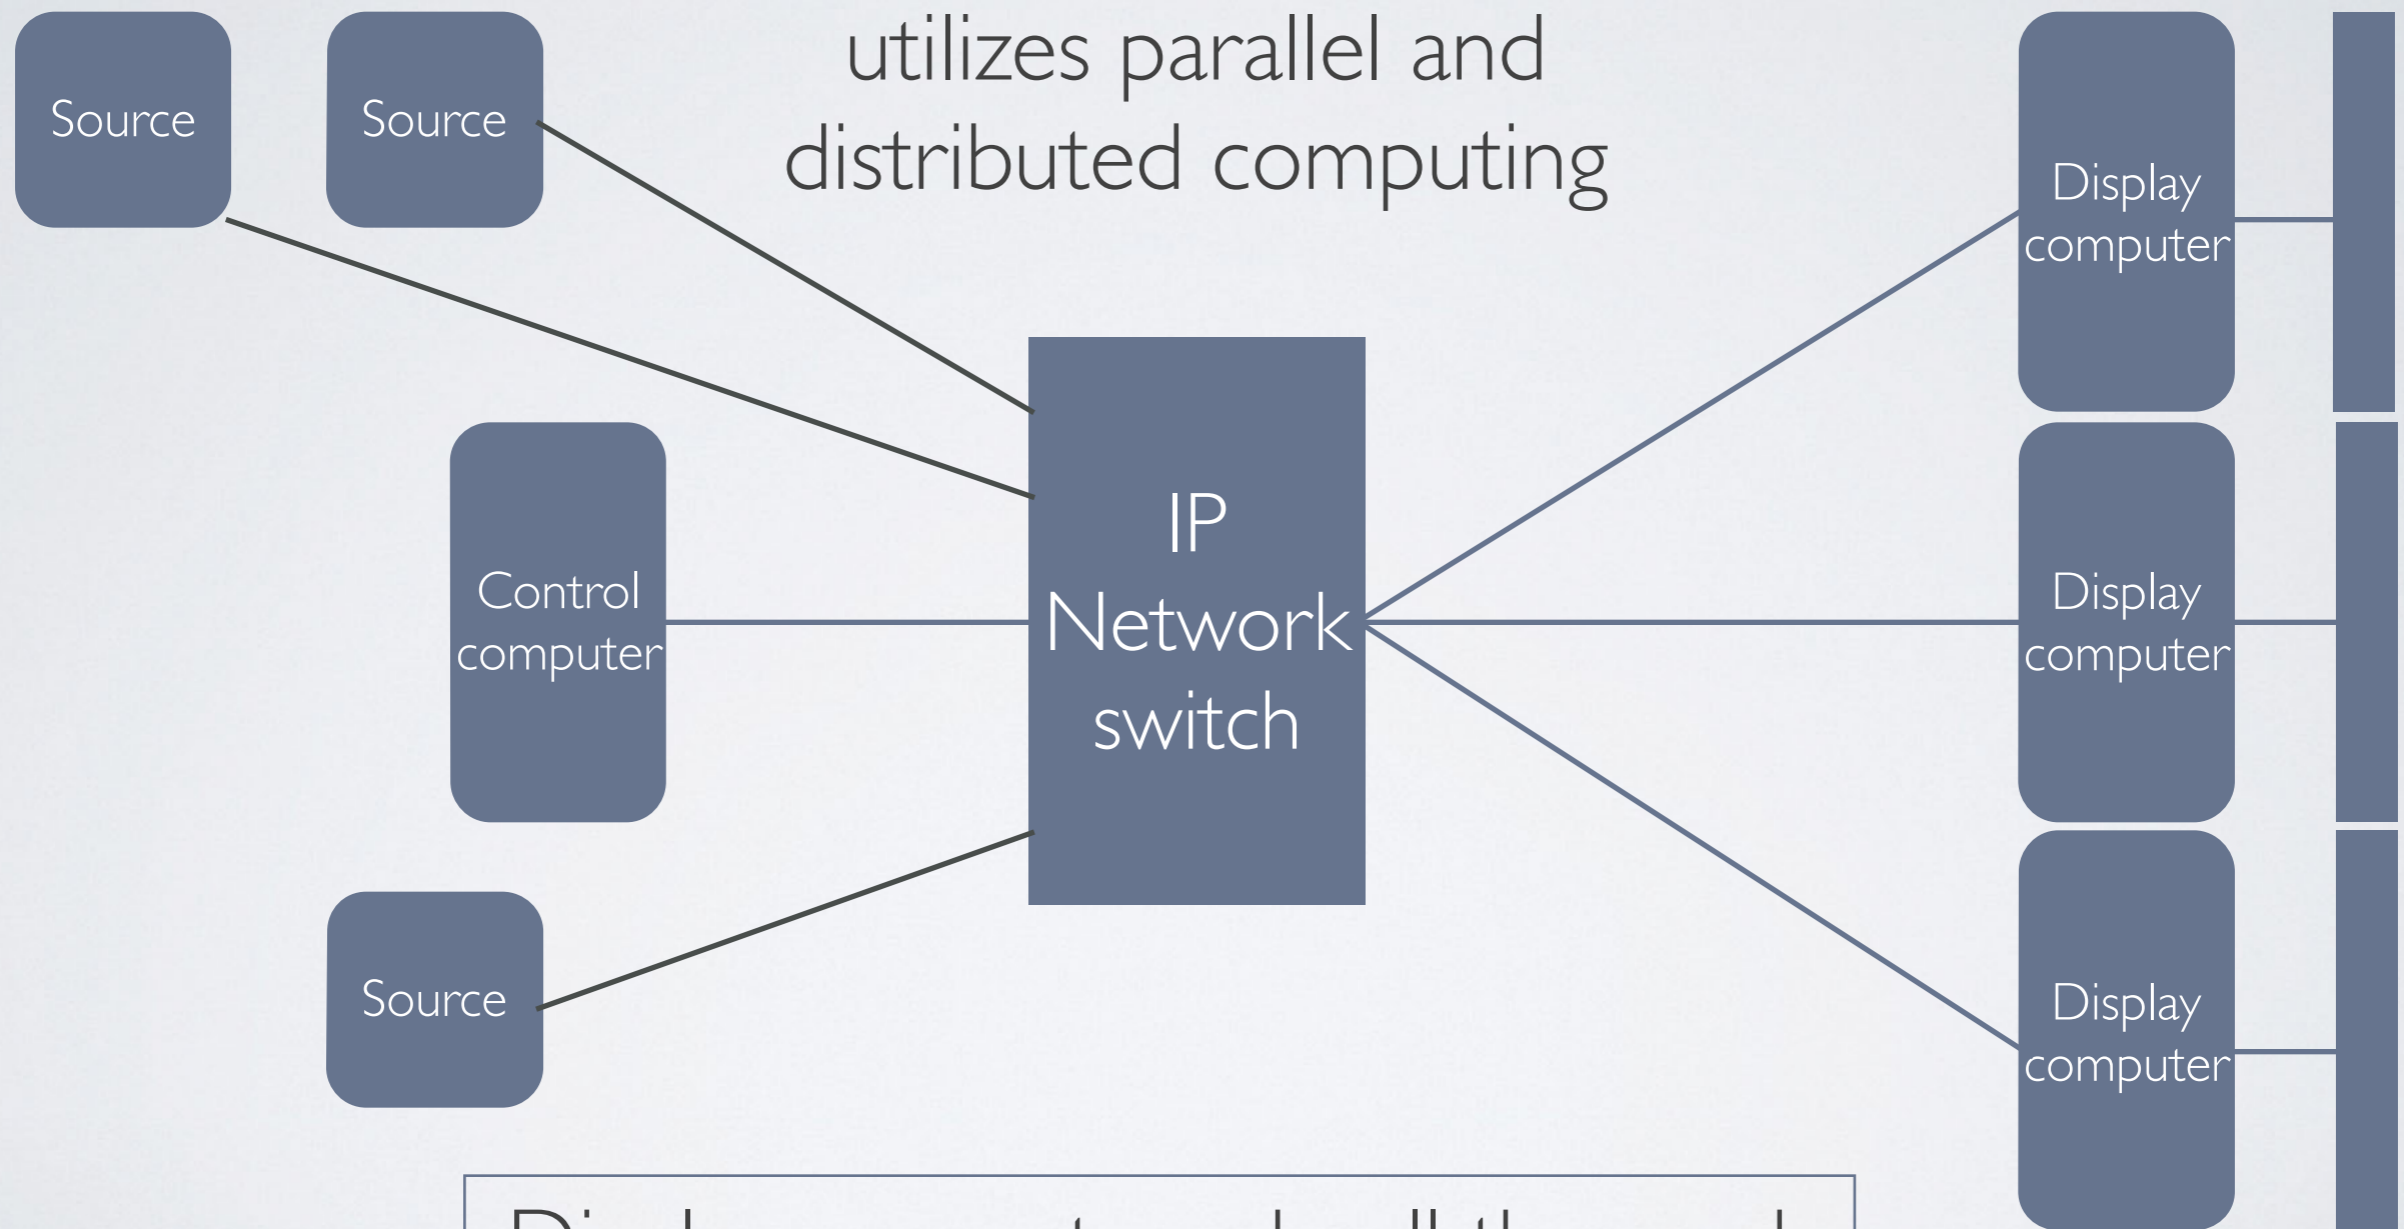 utilizes parallel and
distributed computing
Source
Source
Display
computer
IP
Network
switch
Control
computer
Display
computer
Source
Display
computer